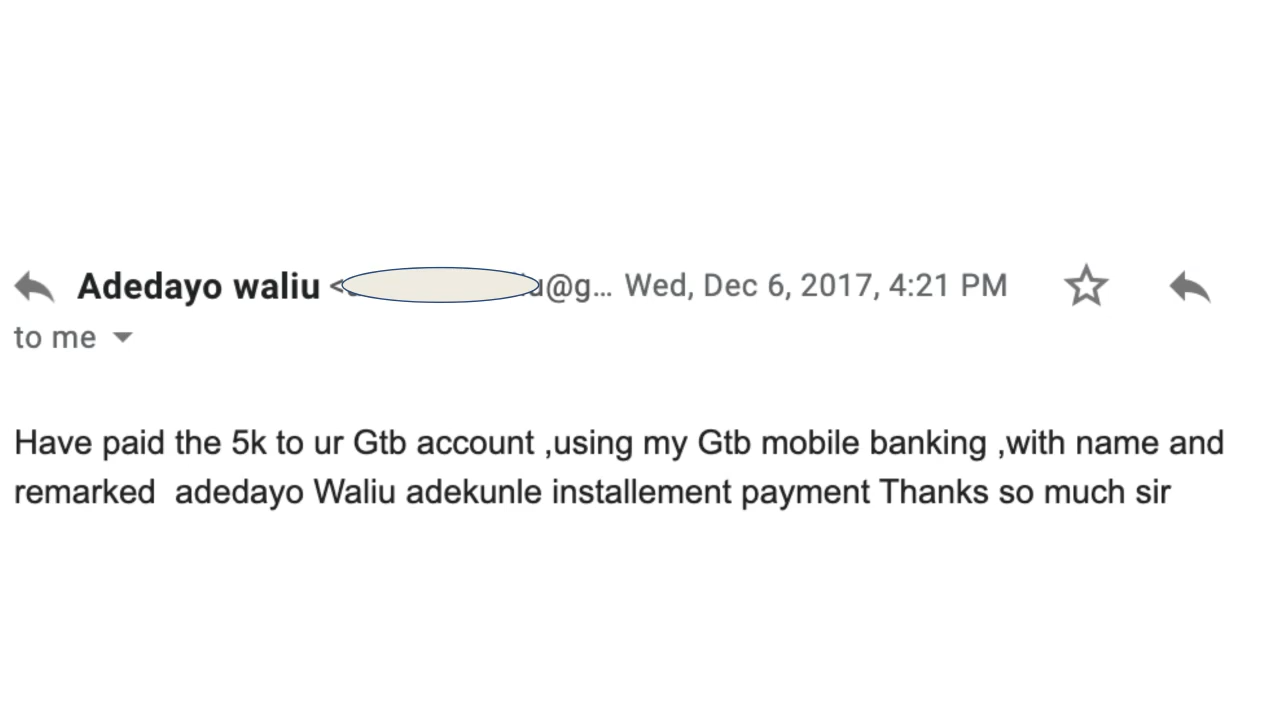 Adedayo waliu < u@g... Wed, Dec 6, 2017, 4:21 PM
to me
Have paid the 5k to ur Gtb account ,using my Gtb mobile banking ,with name and
remarked  adedayo Waliu adekunle installement payment Thanks so much sir